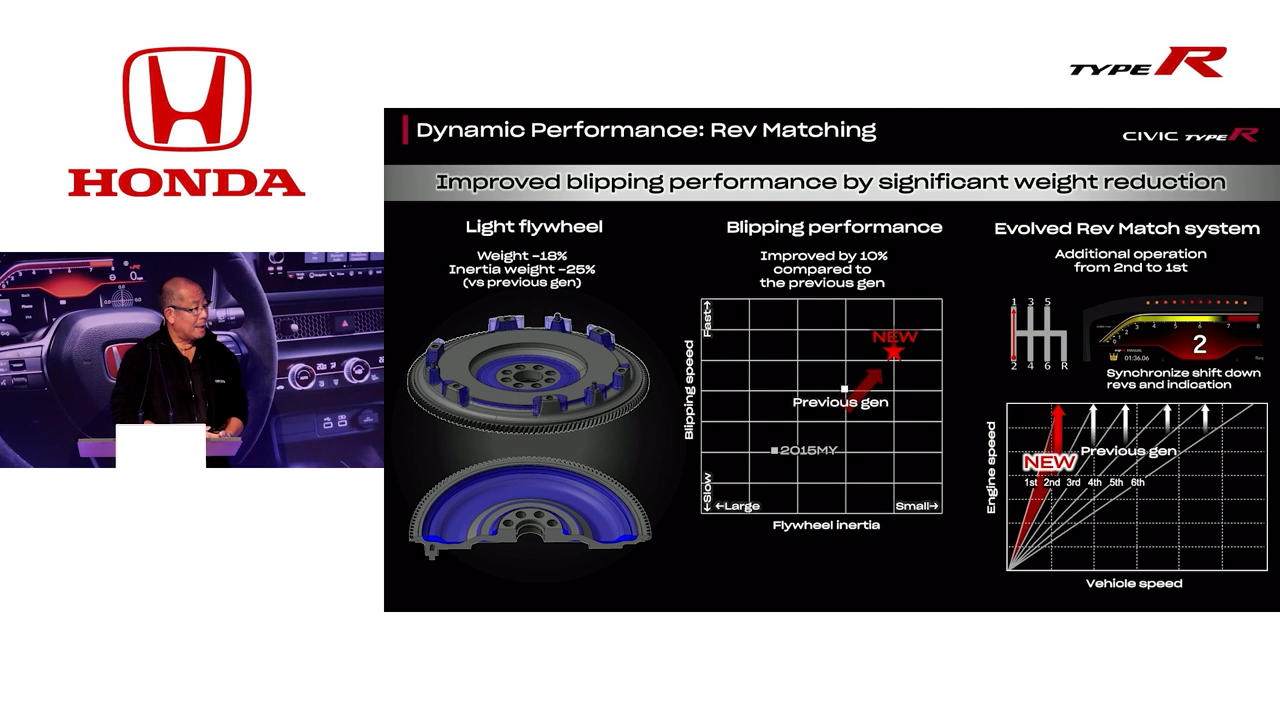 HONDA
TYPE R
Dynamic Performance: Rev Matching
CIVIC TYPE R
Improved blipping performance by significant weight reduction
Light flywheel
Weight -18%
Inertia weight -25%
(vs previous gen)
Blipping performance
Improved by 10%
compared to
the previous gen
Fast→
Blipping speed
←Slow
NEW
Previous gen
2015MY
←Large
Small→
Flywheel inertia
Evolved Rev Match system
Additional operation
from 2nd to 1st
1 3 5
2 4 6 R
2
01:36.06
Synchronize shift down
revs and indication
Engine speed
NEW
Previous gen
1st 2nd 3rd 4th 5th 6th
Vehicle speed